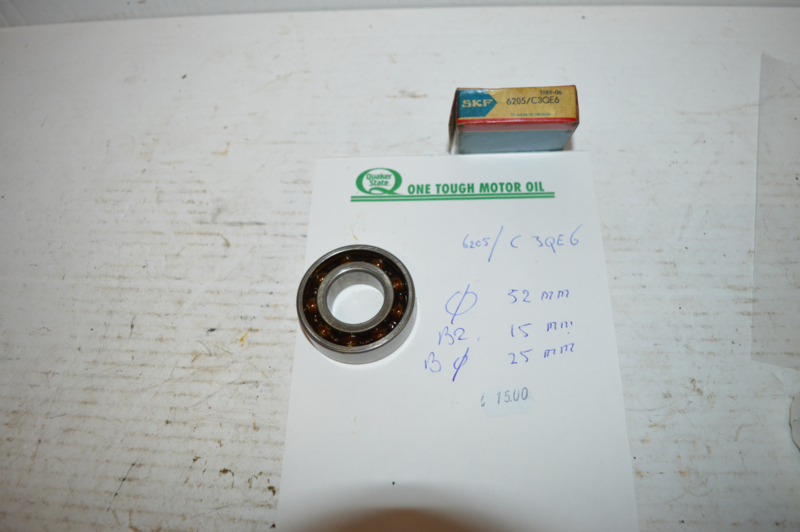 SKF
6205/C3QE6
Quaker State
ONE TOUGH MOTOR OIL
6205/ C 3QE6
φ 52 mm
B2. 15 mm
B φ 25 mm
15.00